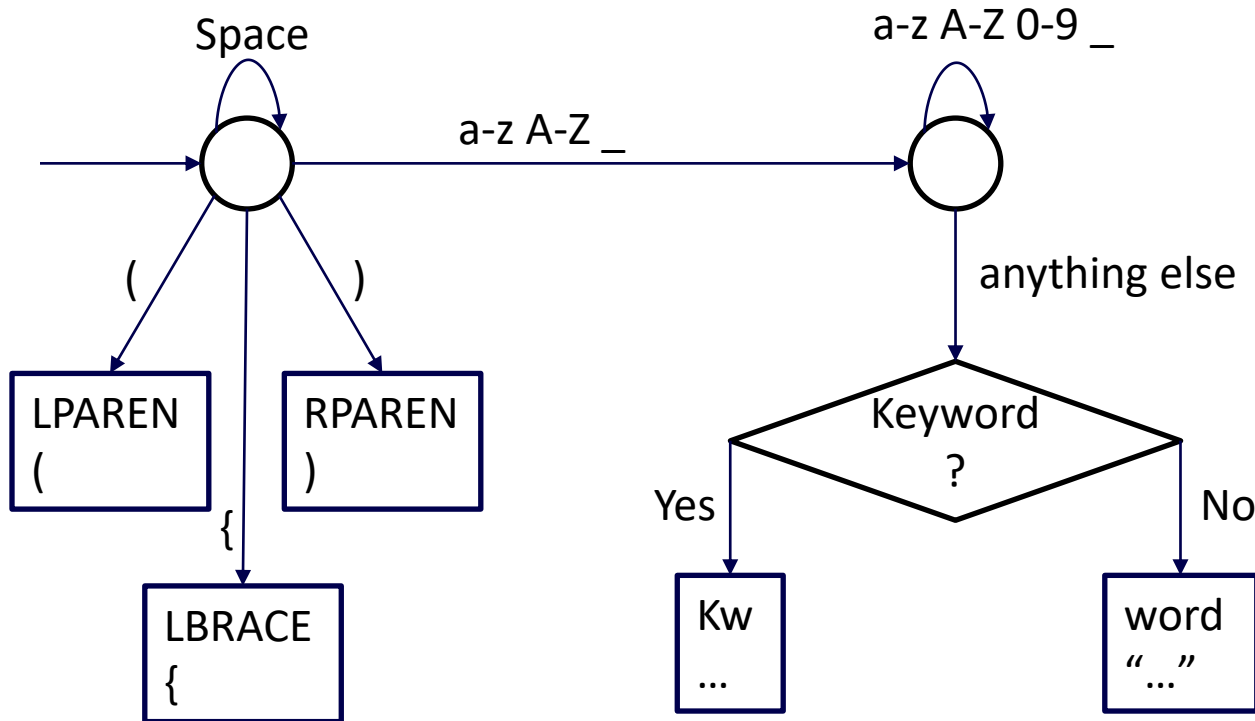 Space
a-z A-Z 0-9 _
a-z A-Z _
(
)
anything else
LPAREN
(
RPAREN
)
Keyword
?
{
Yes
No
LBRACE
{
Kw
...
word
“...”